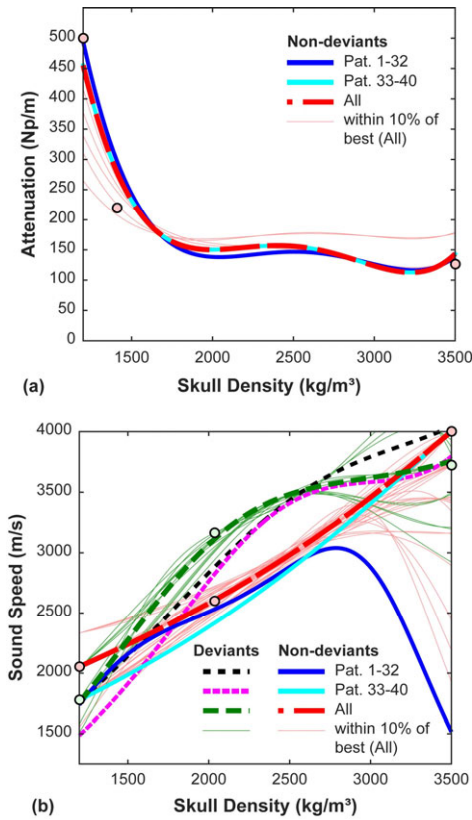 500
450
400
350
300
250
200
150
100
50
0
Attenuation (Np/m)
Non-deviants
Pat. 1-32
Pat. 33-40
All
within 10% of
best (All)
1500 2000 2500 3000 3500
(a) Skull Density (kg/m³)
4000
3500
3000
2500
2000
1500
Sound Speed (m/s)
Deviants Non-deviants
Pat. 1-32
Pat. 33-40
All
within 10% of
best (All)
1500 2000 2500 3000 3500
(b) Skull Density (kg/m³)